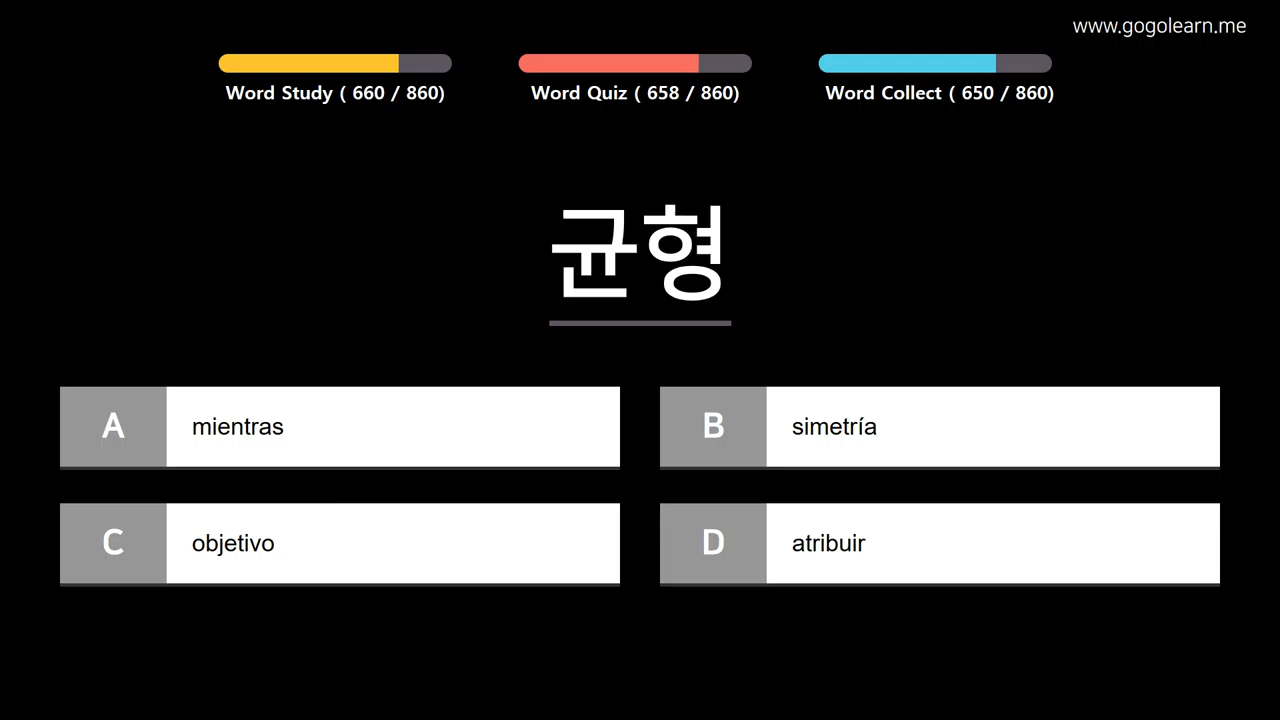 www.gogolearn.me
Word Study ( 660 / 860)
Word Quiz ( 658 / 860)
Word Collect ( 650 / 860)
균형
A mientras
B simetría
C objetivo
D atribuir